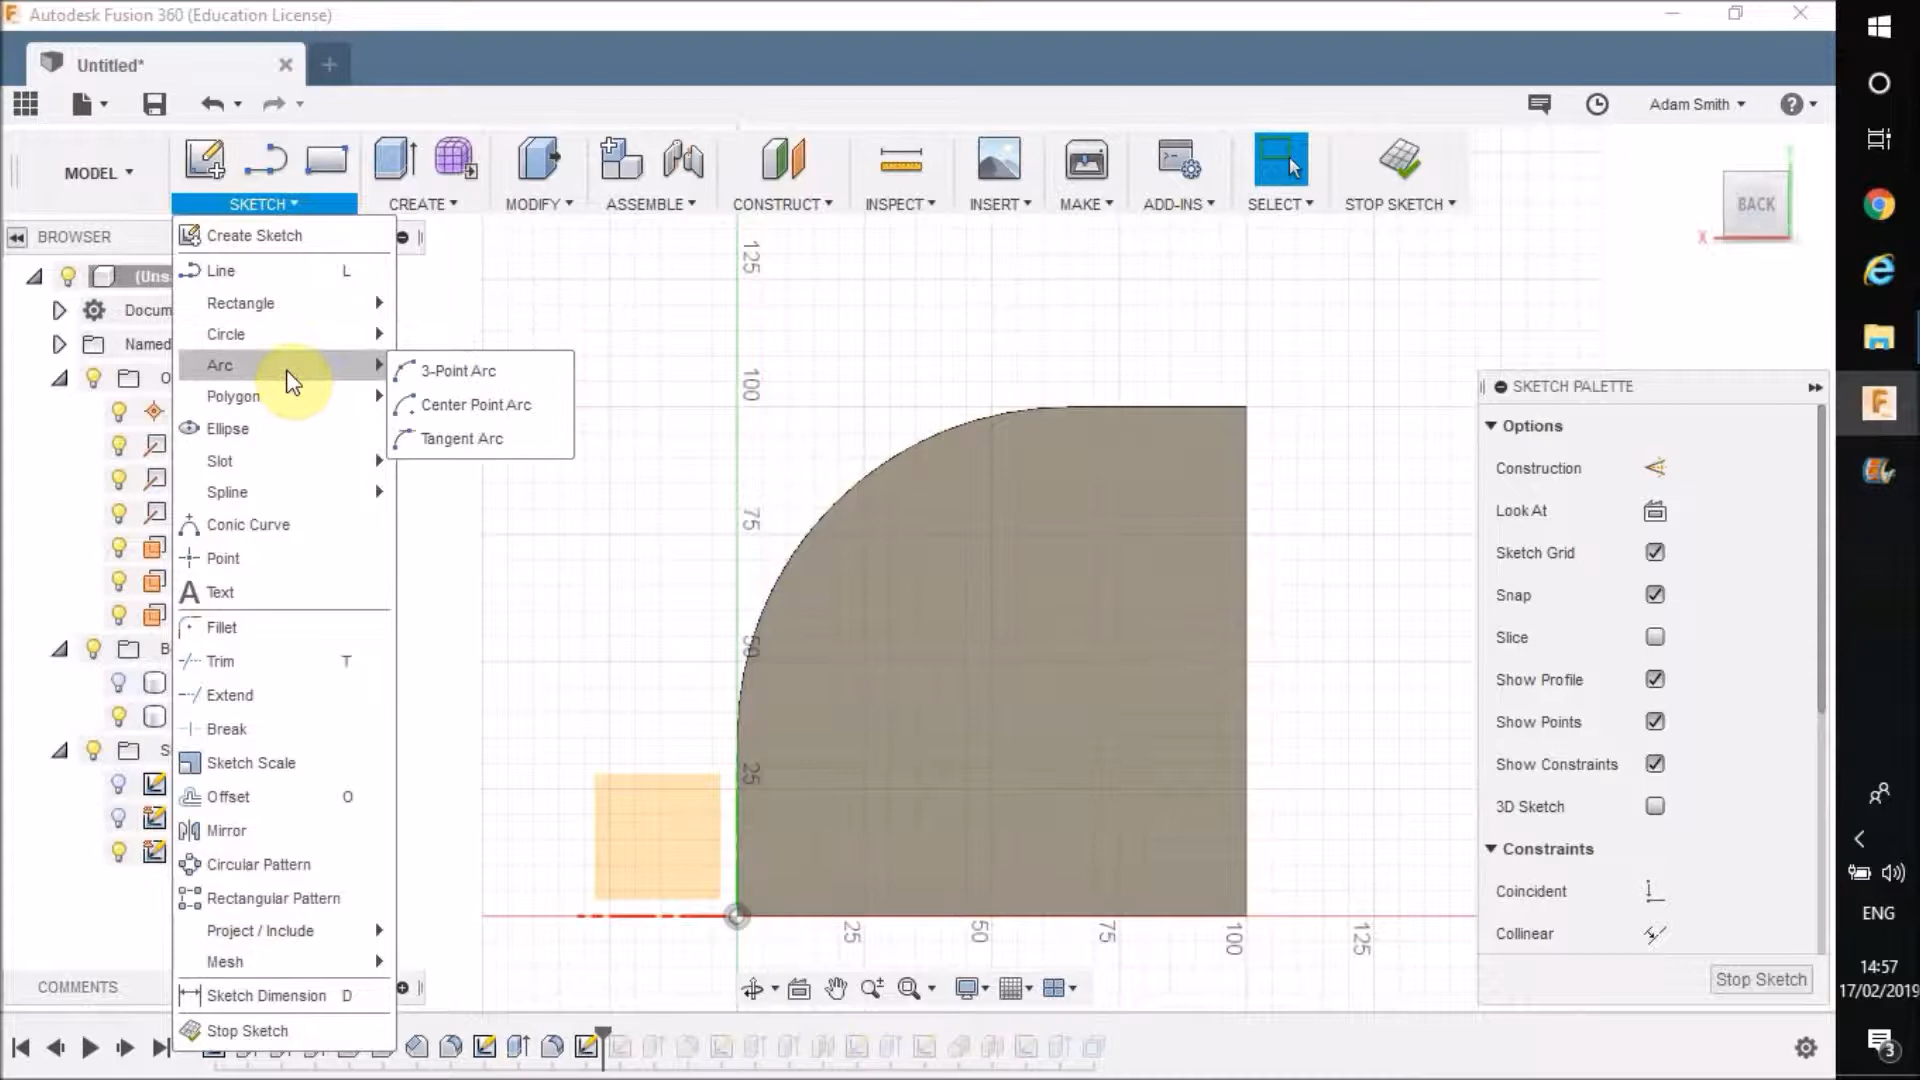 Autodesk Fusion 360 (Education License)
Untitled*
Adam Smith
MODEL
SKETCH
CREATE
MODIFY
ASSEMBLE
CONSTRUCT
INSPECT
INSERT
MAKE
ADD-INS
SELECT
STOP SKETCH
BROWSER
(Uns
Docum
Named
O
B
S
COMMENTS
Create Sketch
Line L
Rectangle
Circle
Arc
Polygon
Ellipse
Slot
Spline
Conic Curve
Point
Text
Fillet
Trim T
Extend
Break
Sketch Scale
Offset O
Mirror
Circular Pattern
Rectangular Pattern
Project / Include
Mesh
Sketch Dimension D
Stop Sketch
3-Point Arc
Center Point Arc
Tangent Arc
125
100
75
50
25
25
50
75
100
125
BACK
X
SKETCH PALETTE
Options
Construction
Look At
Sketch Grid
Snap
Slice
Show Profile
Show Points
Show Constraints
3D Sketch
Constraints
Coincident
Collinear
Stop Sketch
ENG
14:57
17/02/2019
3